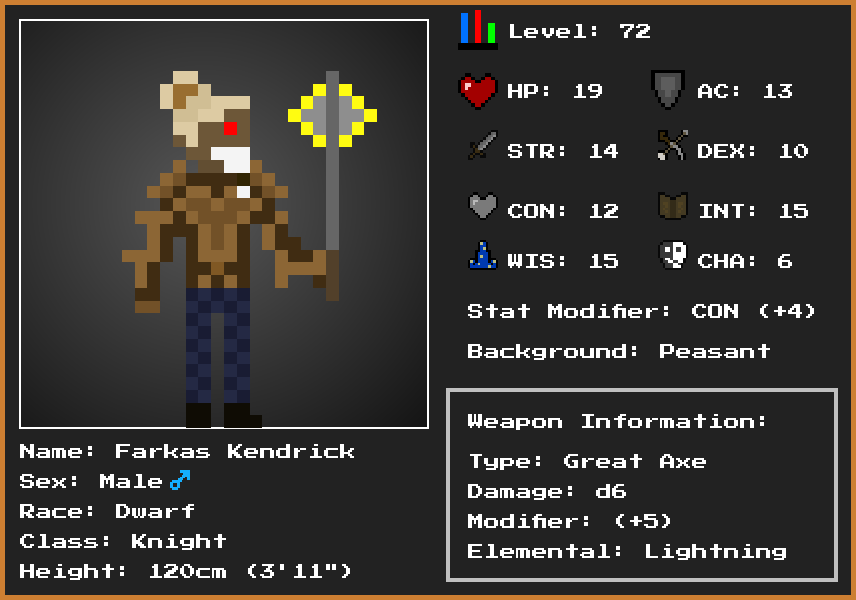 Level: 72
HP: 19
AC: 13
STR: 14
DEX: 10
CON: 12
INT: 15
WIS: 15
CHA: 6
Stat Modifier: CON (+4)
Background: Peasant
Weapon Information:
Type: Great Axe
Damage: d6
Modifier: (+5)
Elemental: Lightning
Name: Farkas Kendrick
Sex: Male ♂
Race: Dwarf
Class: Knight
Height: 120cm (3'11")